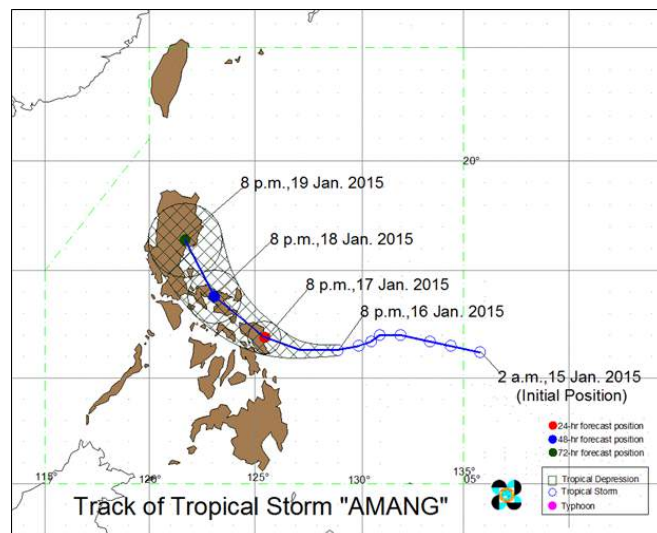 20°
8 p.m.,19 Jan. 2015
8 p.m.,18 Jan. 2015
8 p.m.,17 Jan. 2015
8 p.m.,16 Jan. 2015
2 a.m.,15 Jan. 2015
(Initial Position)
24-hr forecast position
48-hr forecast position
72-hr forecast position
115° 120° 125° 130° 135°
Tropical Depression
Tropical Storm
Typhoon
Track of Tropical Storm "AMANG"